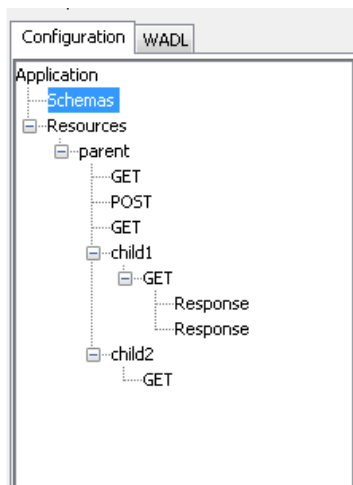 Configuration WADL
Application
Schemas
Resources
parent
GET
POST
GET
child1
GET
Response
Response
child2
GET